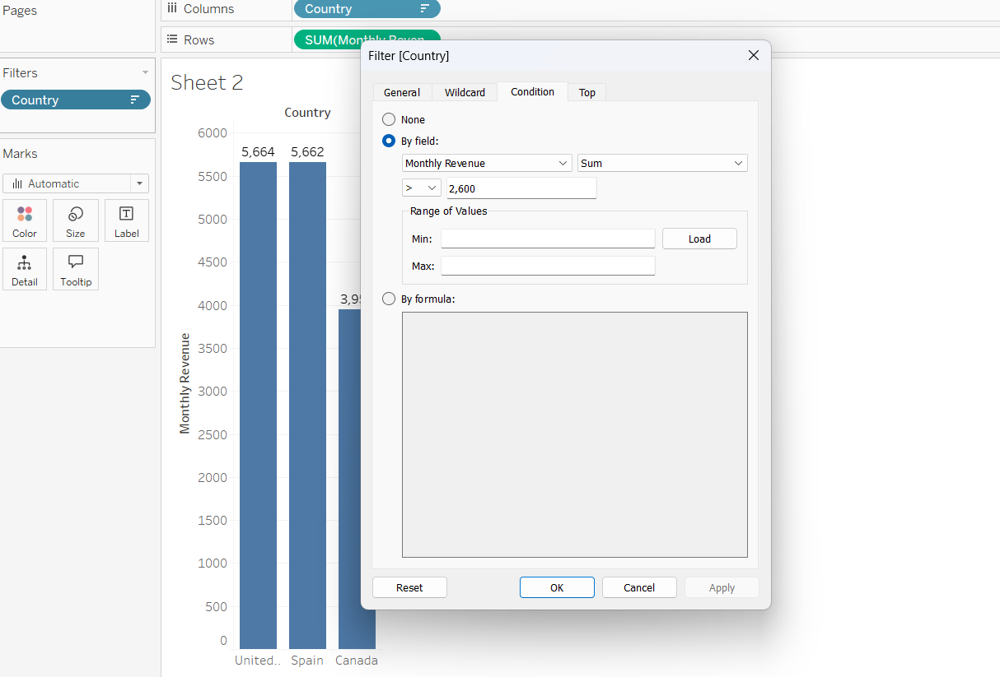 Pages
Columns
Country
Rows
SUM(Monthly Reven
Filters
Country
Marks
Automatic
Color
Size
Label
Detail
Tooltip
Sheet 2
Country
Monthly Revenue
6000
5500
5000
4500
4000
3500
3000
2500
2000
1500
1000
500
0
5,664
5,662
3,95
United..
Spain
Canada
Filter [Country]
General
Wildcard
Condition
Top
None
By field:
Monthly Revenue
Sum
>
2,600
Range of Values
Min:
Load
Max:
By formula:
Reset
OK
Cancel
Apply